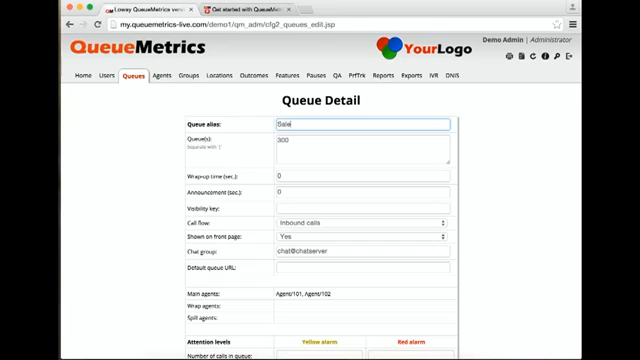 Loway QueueMetrics vers
Get started with QueueMetr
my.queuemetrics-live.com/demo1/qm_adm/cfg2_queues_edit.jsp
QueueMetrics
YourLogo
Demo Admin | Administrator
Home Users Queues Agents Groups Locations Outcomes Features Pauses QA PrfTrk Reports Exports IVR DNIS
Queue Detail
Queue alias: Sale
Queue(s): 300
Separate with '|'
Wrap-up time (sec.): 0
Announcement (sec.): 0
Visibility key:
Call flow: Inbound calls
Shown on front page: Yes
Chat group: chat@chatserver
Default queue URL:
Main agents: Agent/101, Agent/102
Wrap agents:
Spill agents:
Attention levels Yellow alarm Red alarm
Number of calls in queue: